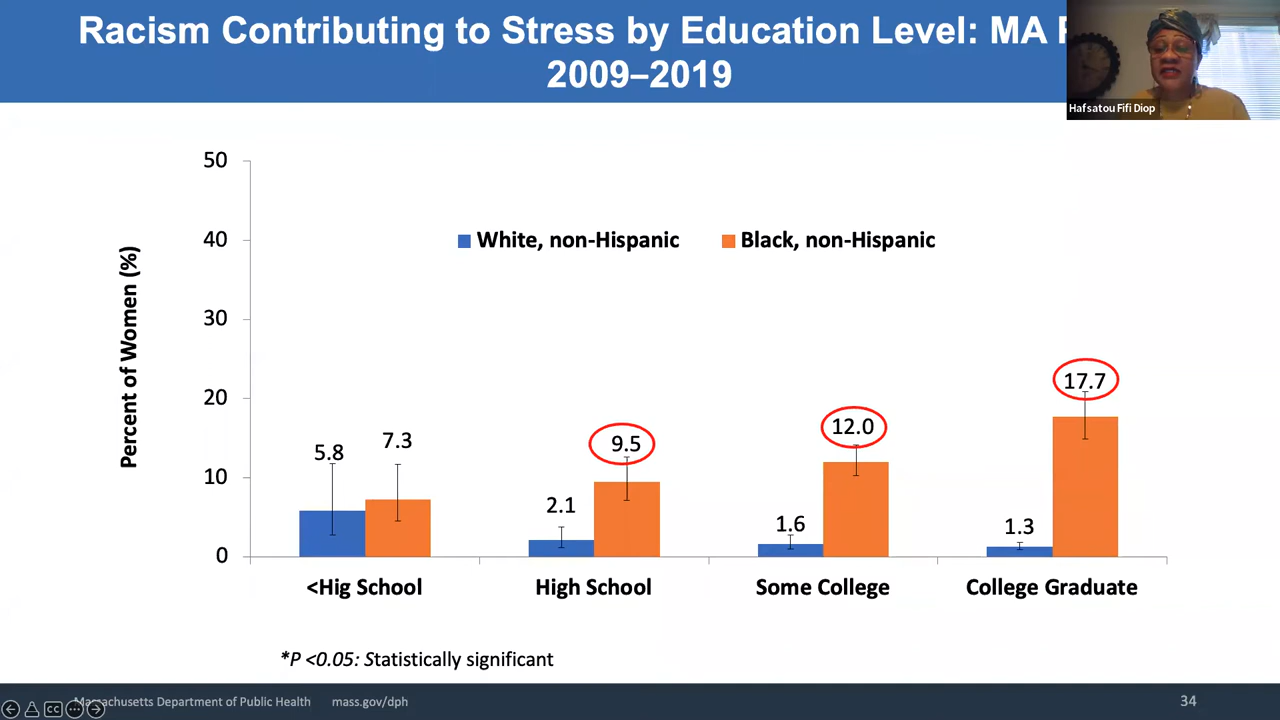 Racism Contributing to Stress by Education Level: MA
2009–2019
Hafsatou Fifi Diop
50
40
30
20
10
0
Percent of Women (%)
White, non-Hispanic
Black, non-Hispanic
5.8
7.3
9.5
2.1
12.0
1.6
17.7
1.3
<Hig School
High School
Some College
College Graduate
*P <0.05: Statistically significant
Massachusetts Department of Public Health
mass.gov/dph
34
CC